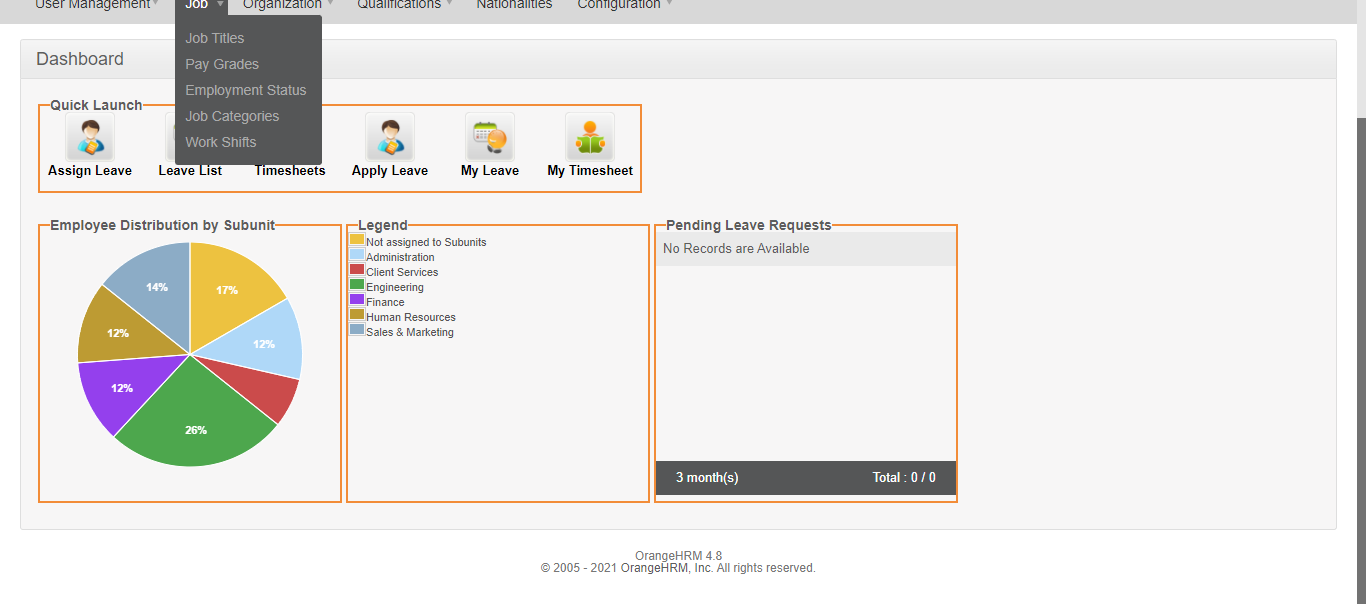 User Management Job Organization Qualifications Nationalities Configuration
Job Titles
Pay Grades
Employment Status
Job Categories
Work Shifts
Dashboard
Quick Launch
Assign Leave Leave List Timesheets Apply Leave My Leave My Timesheet
Employee Distribution by Subunit
17%
12%
26%
12%
12%
14%
Legend
Not assigned to Subunits
Administration
Client Services
Engineering
Finance
Human Resources
Sales & Marketing
Pending Leave Requests
No Records are Available
3 month(s) Total : 0 / 0
OrangeHRM 4.8
© 2005 - 2021 OrangeHRM, Inc. All rights reserved.